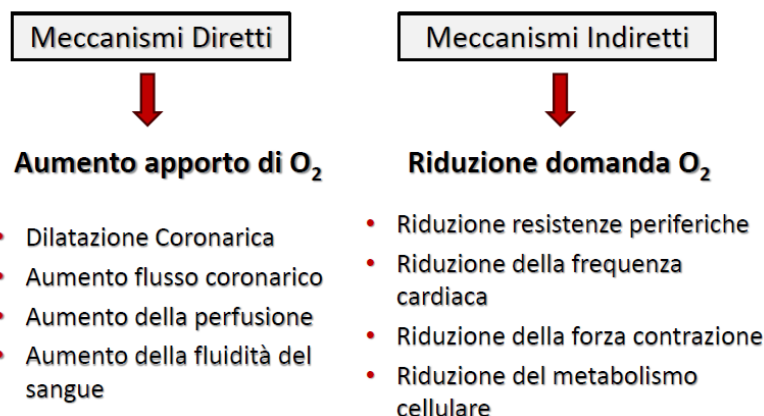 Meccanismi Diretti
Aumento apporto di O₂
• Dilatazione Coronarica
• Aumento flusso coronarico
• Aumento della perfusione
• Aumento della fluidità del
sangue
Meccanismi Indiretti
Riduzione domanda O₂
• Riduzione resistenze periferiche
• Riduzione della frequenza
cardiaca
• Riduzione della forza contrazione
• Riduzione del metabolismo
cellulare